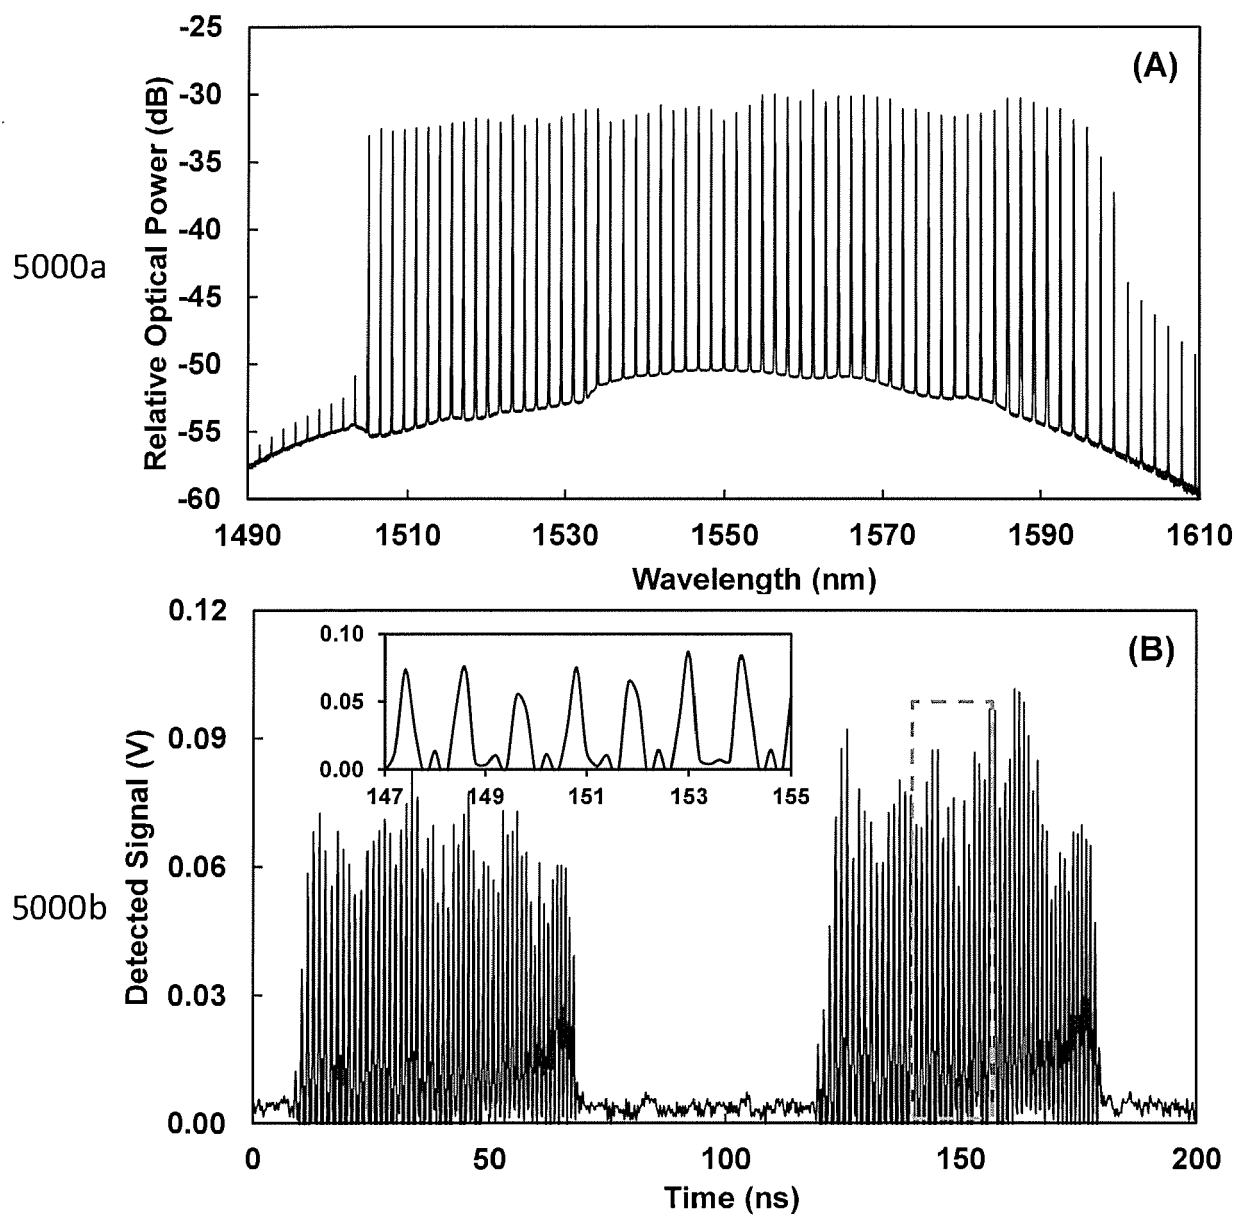 -25
(A)
-30
-35
-40
5000a
-45
-50
-55
-60
Relative Optical Power (dB)
1490 1510 1530 1550 1570 1590 1610
Wavelength (nm)
0.12
(B)
0.10
0.05
0.00
147 149 151 153 155
0.09
0.06
5000b
0.03
0.00
Detected Signal (V)
0 50 100 150 200
Time (ns)